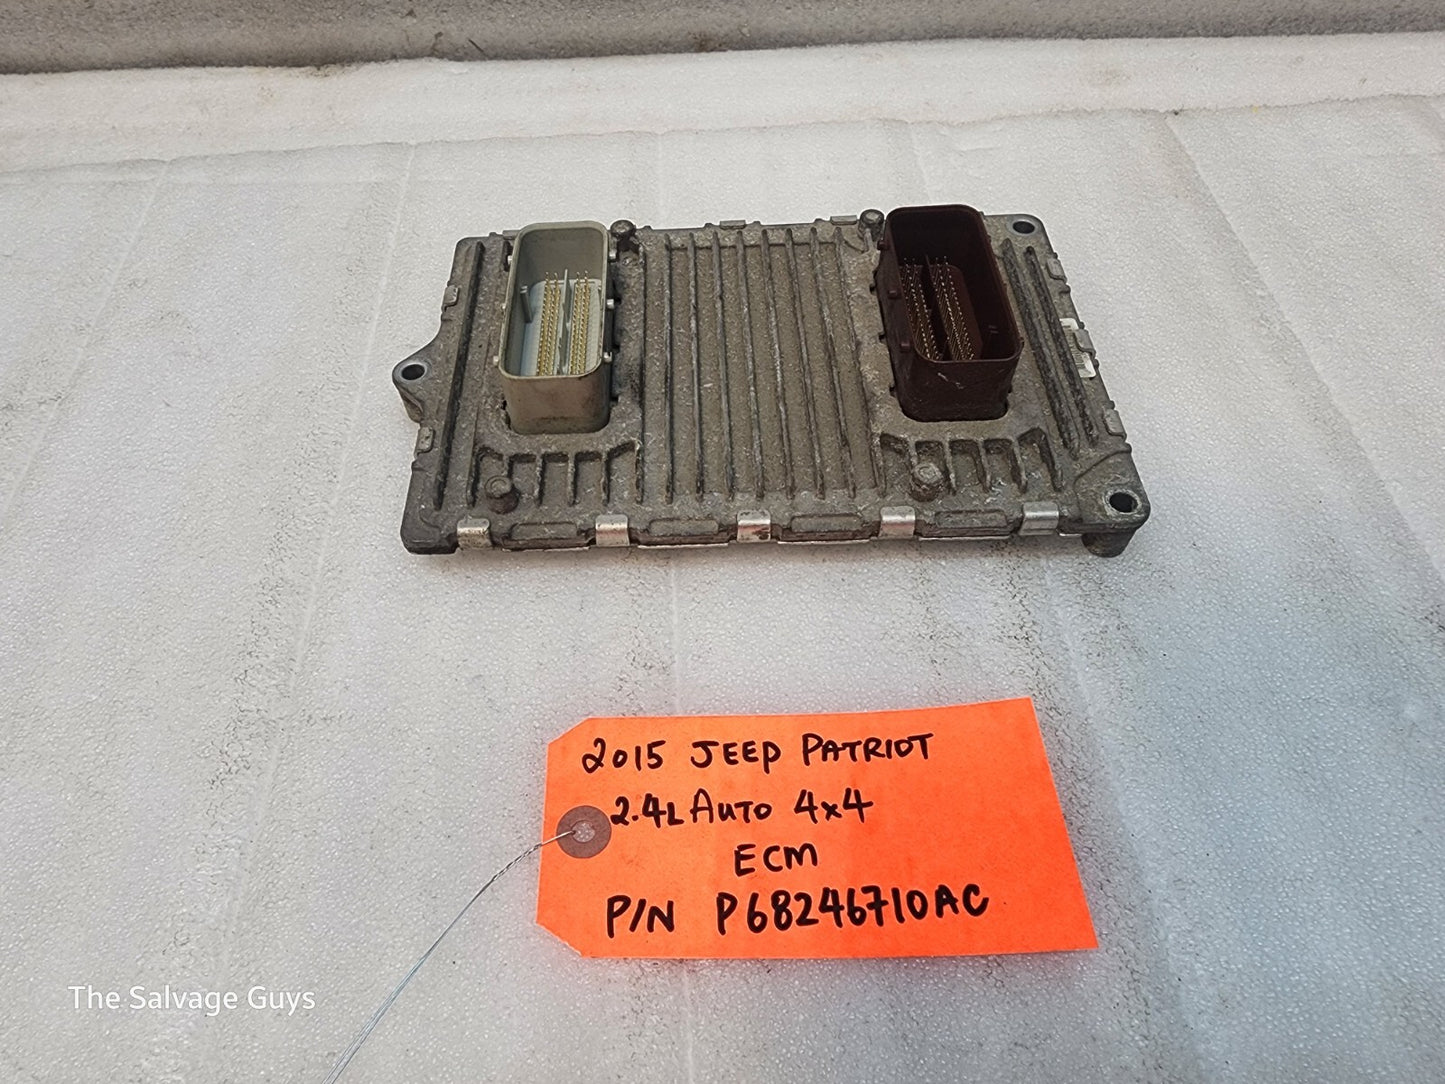 2015 JEEP PATRIOT
2.4L AUTO 4x4
ECM
P/N P68246710AC
The Salvage Guys